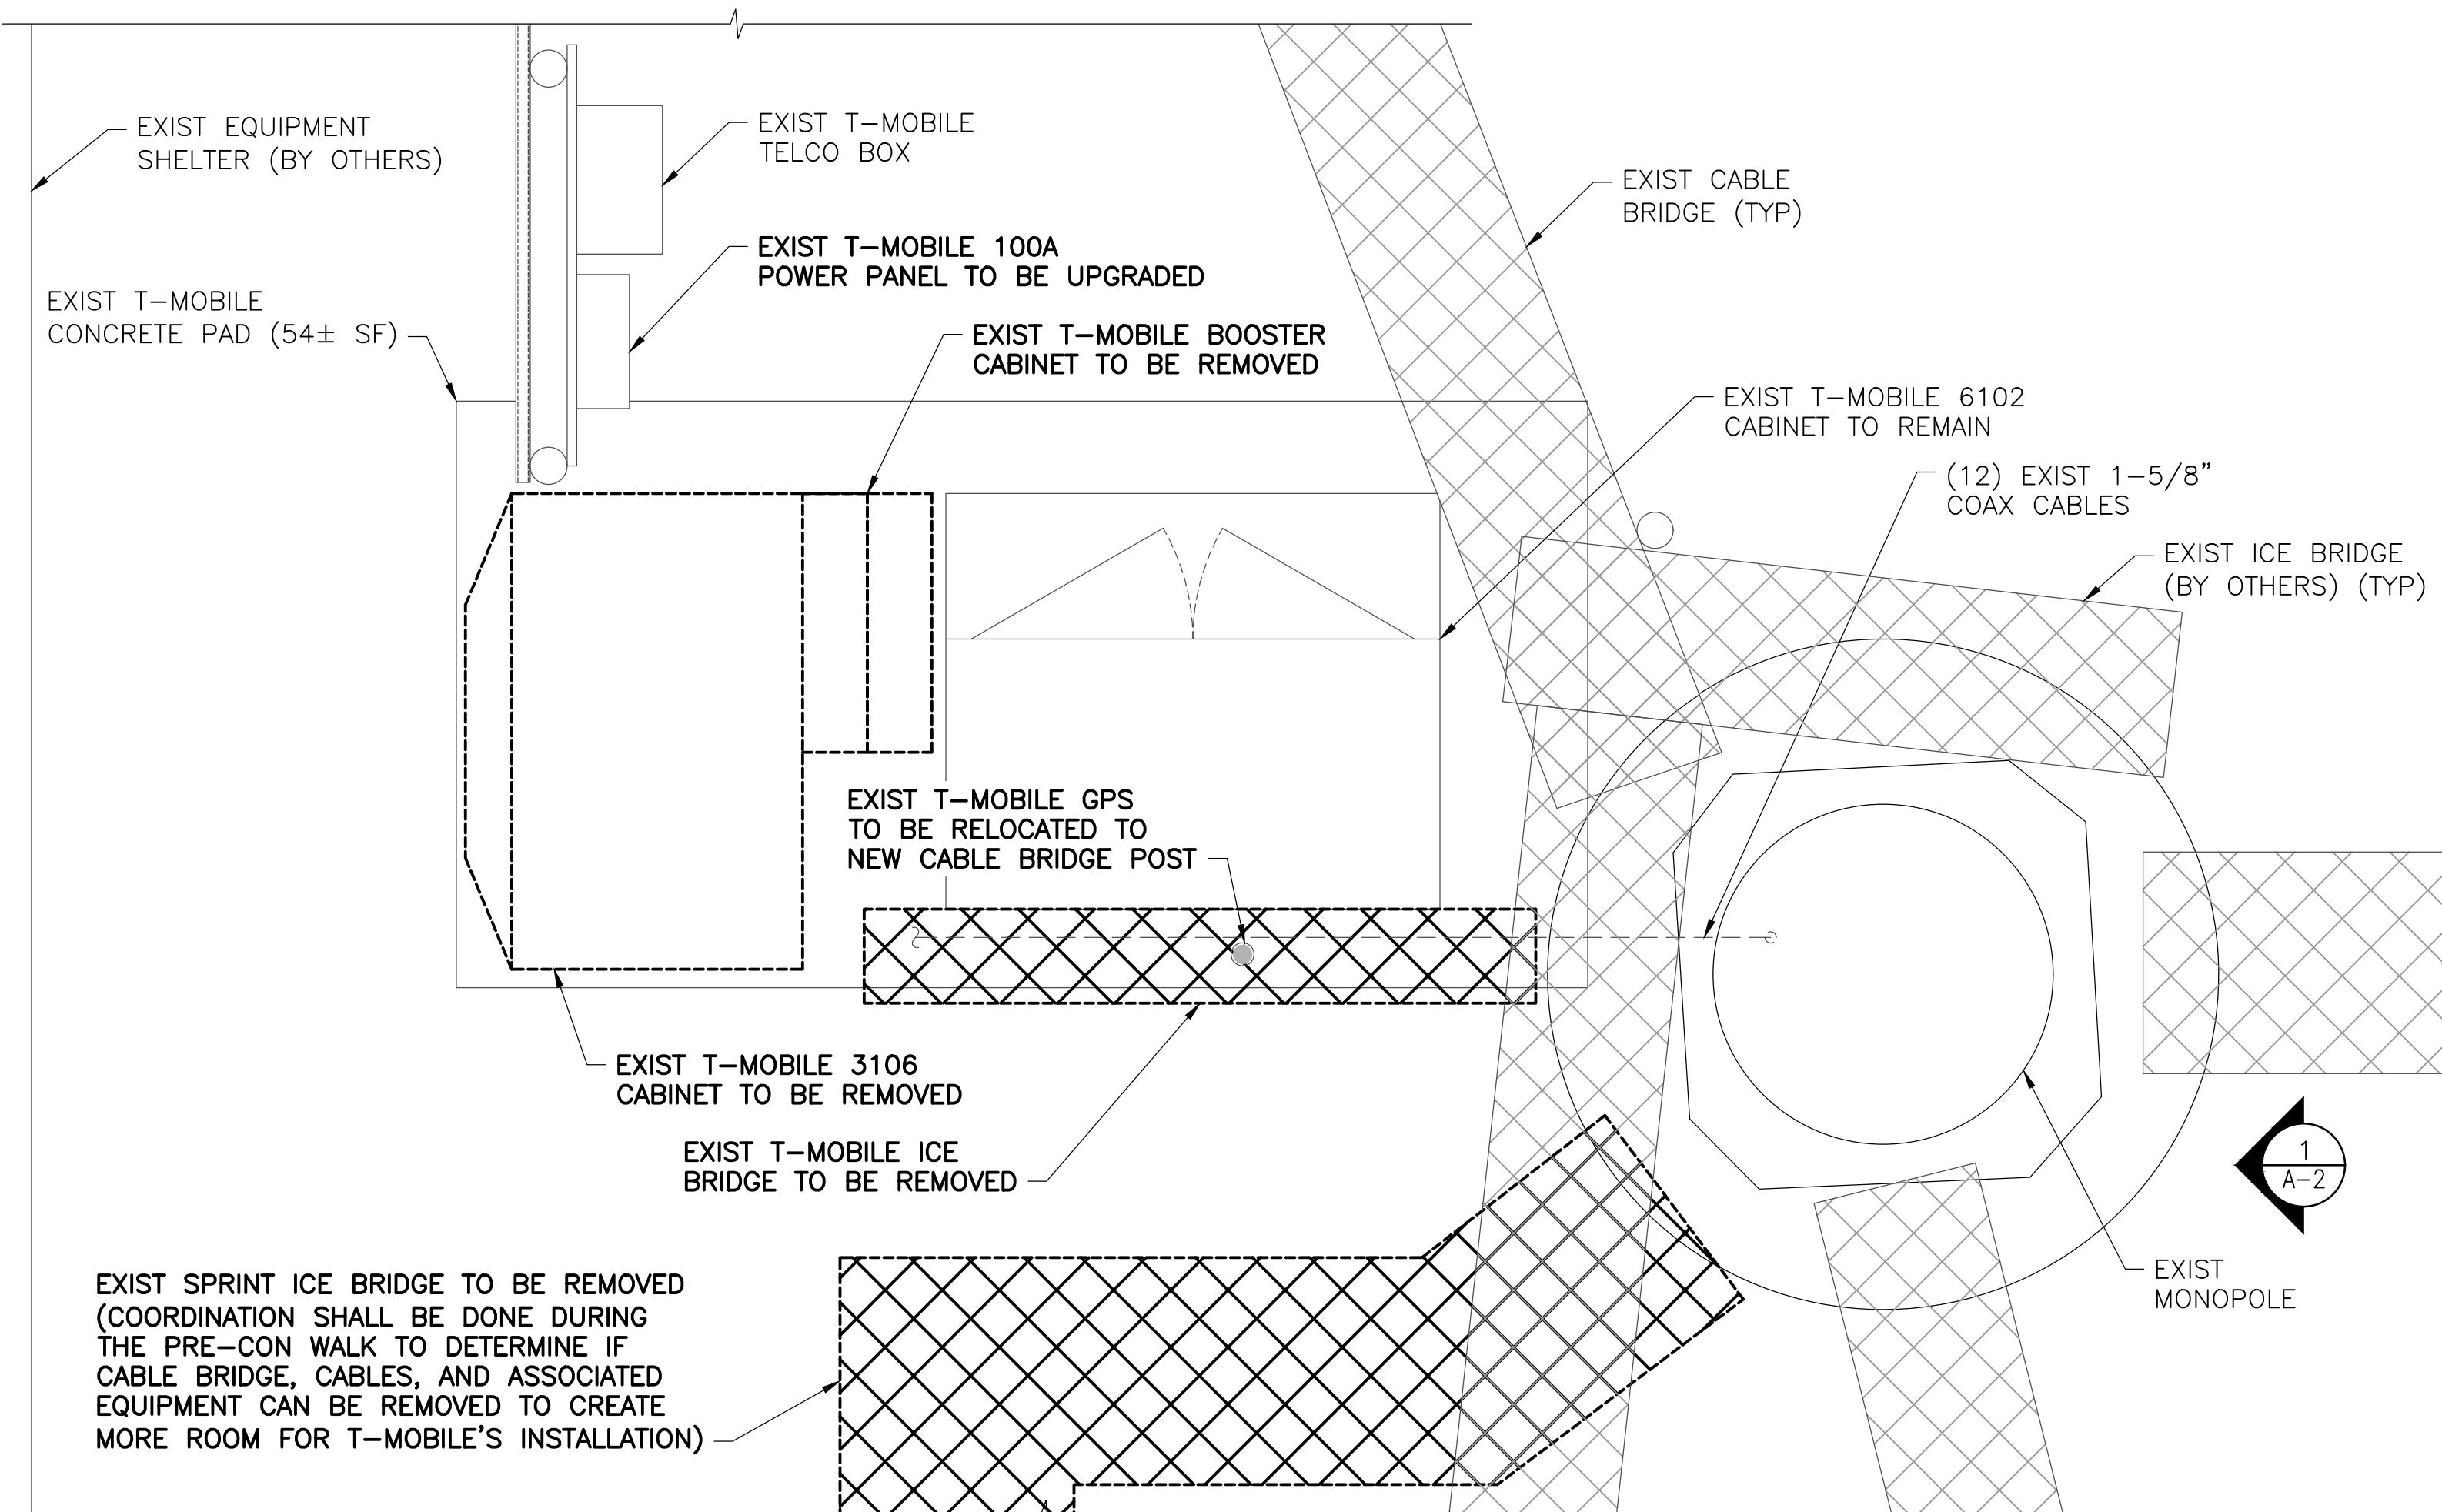 EXIST EQUIPMENT
SHELTER (BY OTHERS)
EXIST T-MOBILE
TELCO BOX
EXIST CABLE
BRIDGE (TYP)
EXIST T-MOBILE 100A
POWER PANEL TO BE UPGRADED
EXIST T-MOBILE
CONCRETE PAD (54± SF)
EXIST T-MOBILE BOOSTER
CABINET TO BE REMOVED
EXIST T-MOBILE 6102
CABINET TO REMAIN
(12) EXIST 1-5/8"
COAX CABLES
EXIST ICE BRIDGE
(BY OTHERS) (TYP)
EXIST T-MOBILE GPS
TO BE RELOCATED TO
NEW CABLE BRIDGE POST
EXIST T-MOBILE 3106
CABINET TO BE REMOVED
EXIST T-MOBILE ICE
BRIDGE TO BE REMOVED
1
A-2
EXIST
MONOPOLE
EXIST SPRINT ICE BRIDGE TO BE REMOVED
(COORDINATION SHALL BE DONE DURING
THE PRE-CON WALK TO DETERMINE IF
CABLE BRIDGE, CABLES, AND ASSOCIATED
EQUIPMENT CAN BE REMOVED TO CREATE
MORE ROOM FOR T-MOBILE'S INSTALLATION)